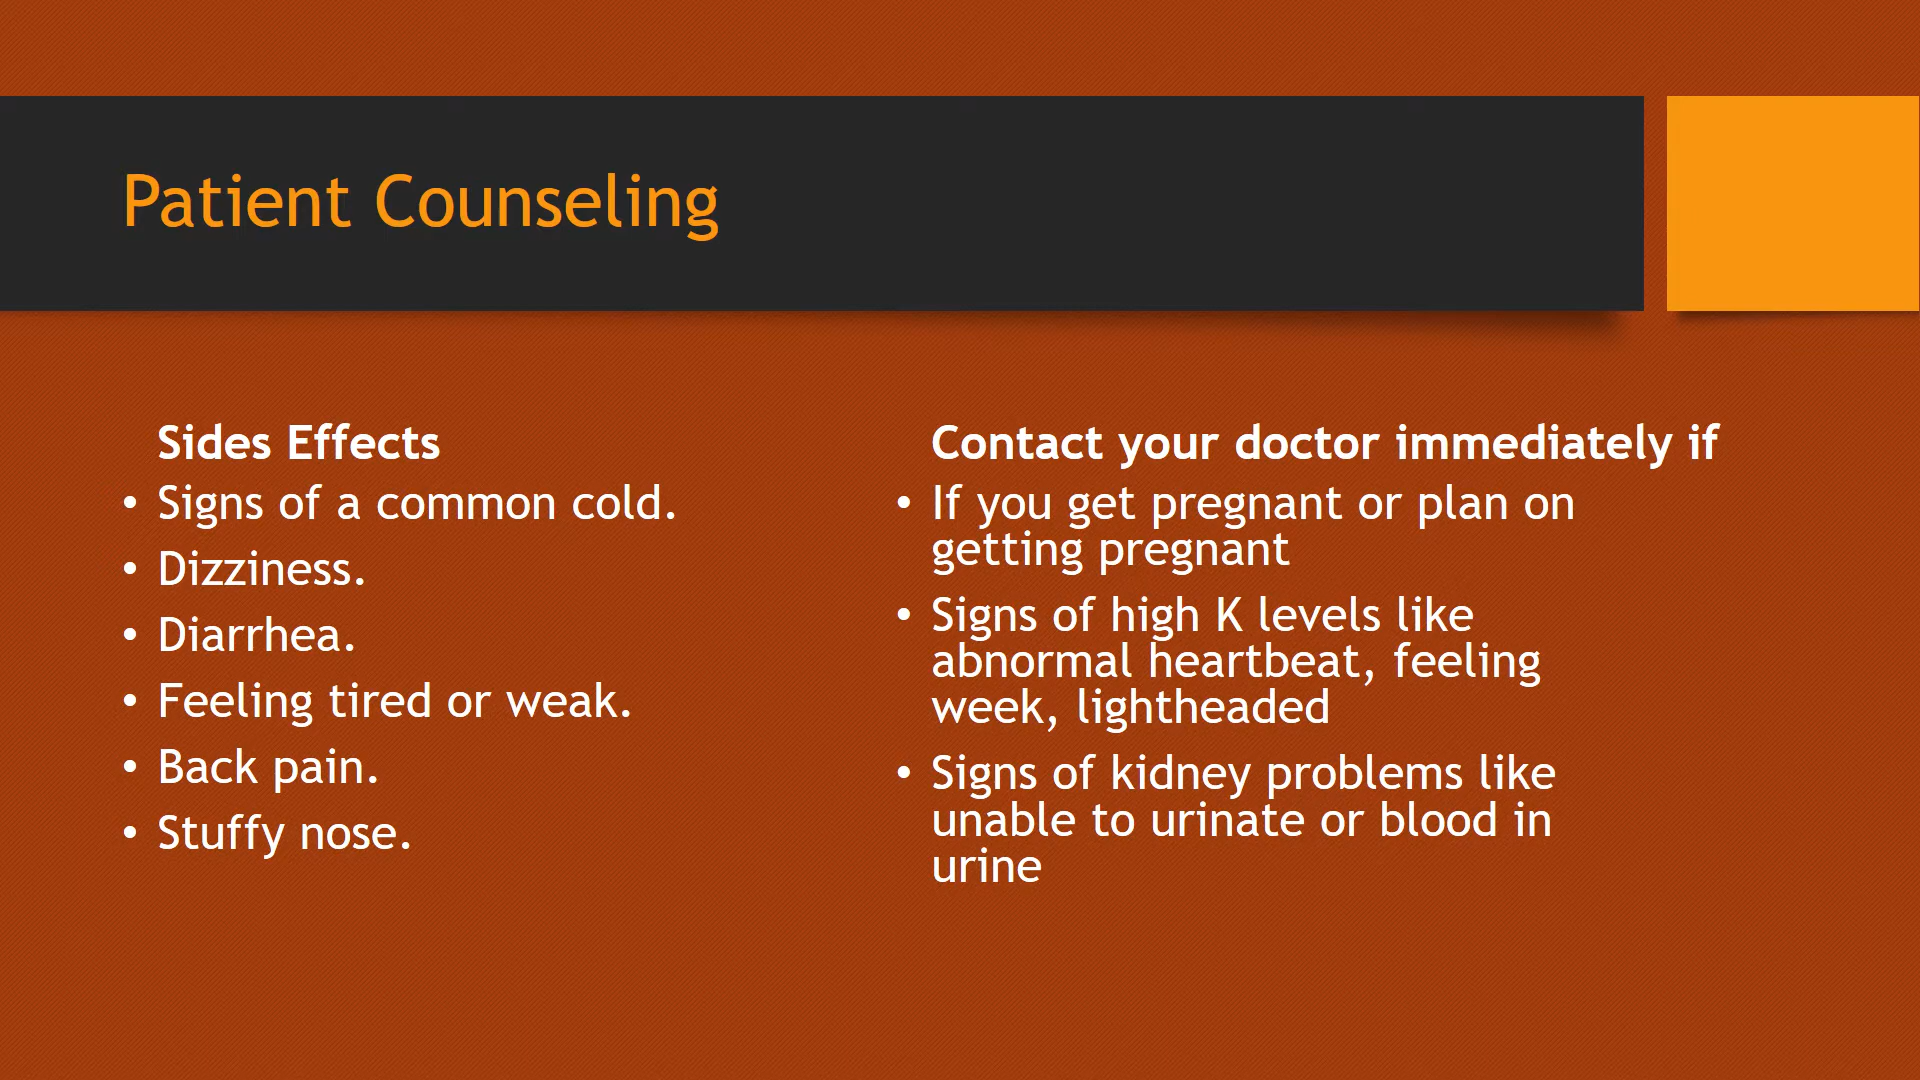 Patient Counseling
Sides Effects
• Signs of a common cold.
• Dizziness.
• Diarrhea.
• Feeling tired or weak.
• Back pain.
• Stuffy nose.
Contact your doctor immediately if
• If you get pregnant or plan on
getting pregnant
• Signs of high K levels like
abnormal heartbeat, feeling
week, lightheaded
• Signs of kidney problems like
unable to urinate or blood in
urine